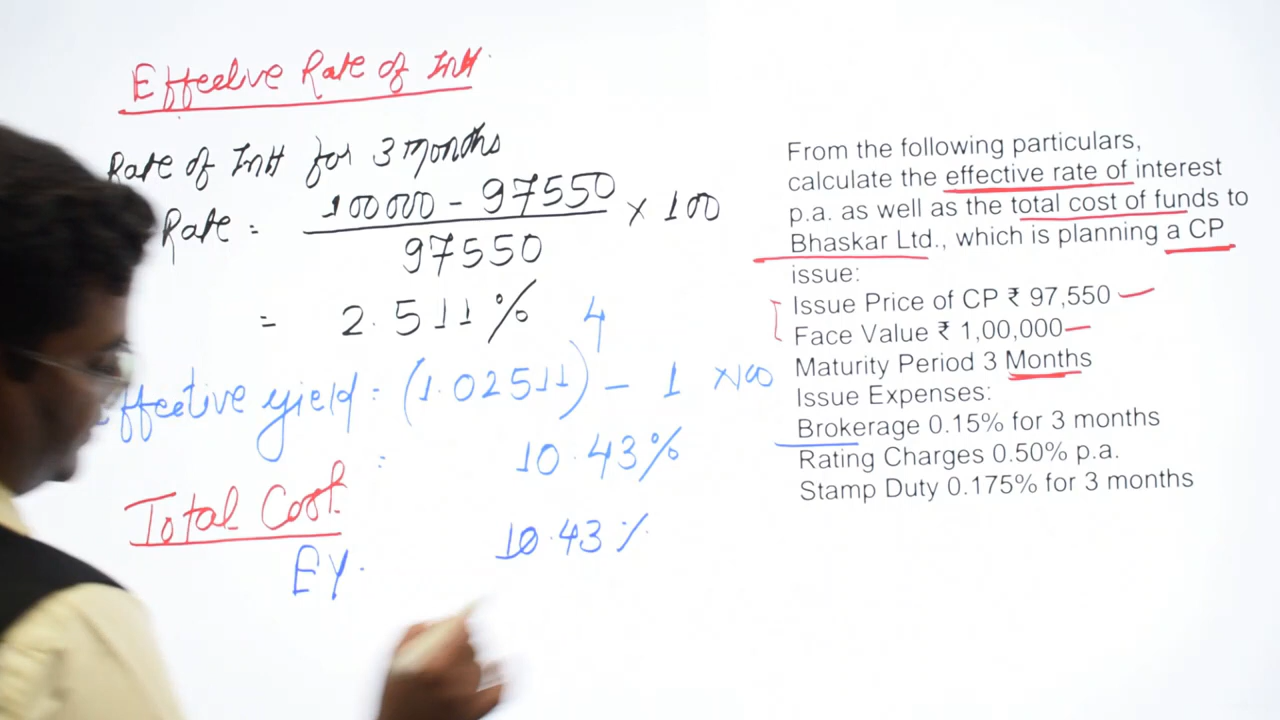 Effective Rate of Intt.
Rate of Intt for 3 months
Rate = 100000 - 97550 × 100
97550
= 2.511%
Effective yield = (1.02511)⁴ - 1 × 100
= 10.43%
Total Cost
EY. 10.43%
From the following particulars,
calculate the effective rate of interest
p.a. as well as the total cost of funds to
Bhaskar Ltd., which is planning a CP
issue:
Issue Price of CP ₹ 97,550
Face Value ₹ 1,00,000
Maturity Period 3 Months
Issue Expenses:
Brokerage 0.15% for 3 months
Rating Charges 0.50% p.a.
Stamp Duty 0.175% for 3 months